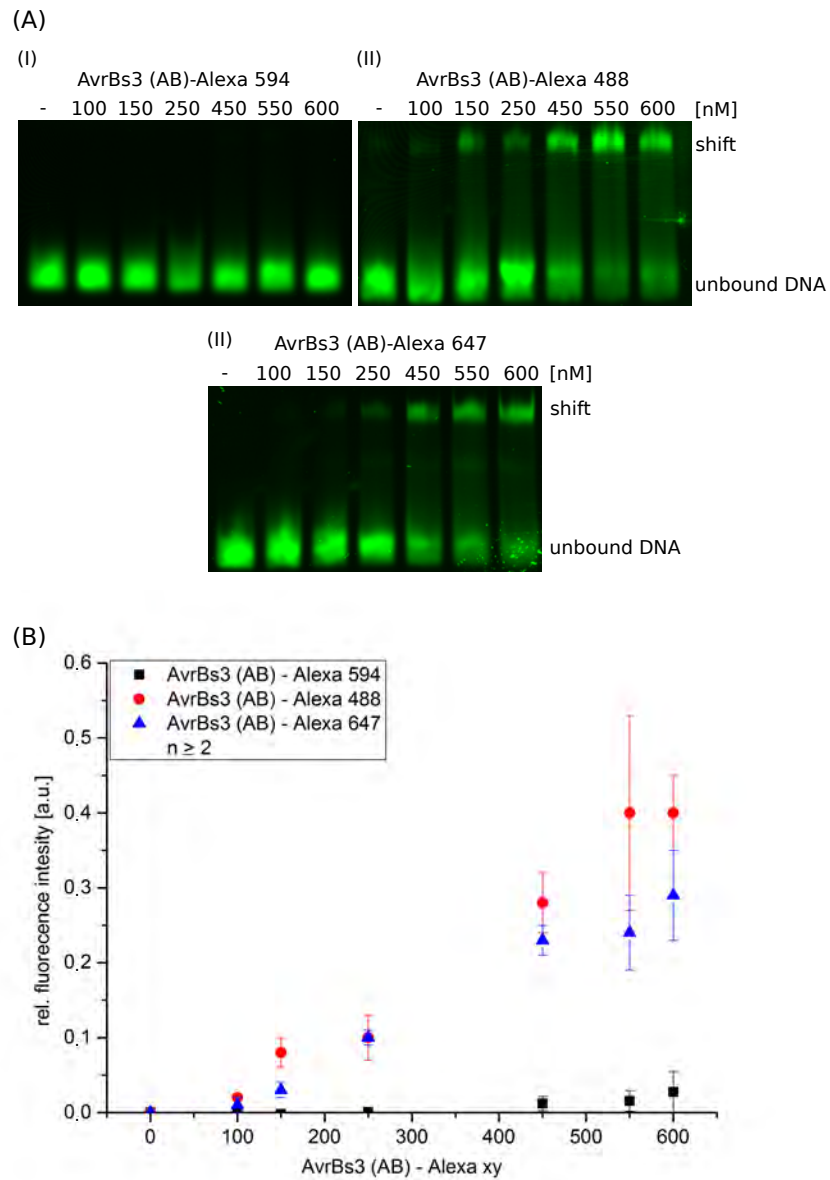 (A)
(I)
AvrBs3 (AB)-Alexa 594
- 100 150 250 450 550 600
(II)
AvrBs3 (AB)-Alexa 488
- 100 150 250 450 550 600 [nM]
shift
unbound DNA
(II)
AvrBs3 (AB)-Alexa 647
- 100 150 250 450 550 600 [nM]
shift
unbound DNA
(B)
AvrBs3 (AB) - Alexa 594
AvrBs3 (AB) - Alexa 488
AvrBs3 (AB) - Alexa 647
n ≥ 2
rel. fluorecence intesity [a.u.]
0.6
0.5
0.4
0.3
0.2
0.1
0.0
0 100 200 300 400 500 600
AvrBs3 (AB) - Alexa xy